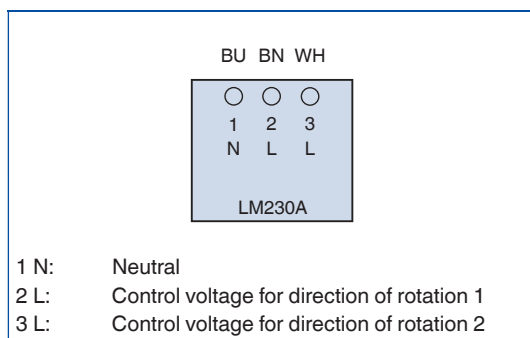 BU BN WH
1 2 3
N L L
LM230A
1 N: Neutral
2 L: Control voltage for direction of rotation 1
3 L: Control voltage for direction of rotation 2